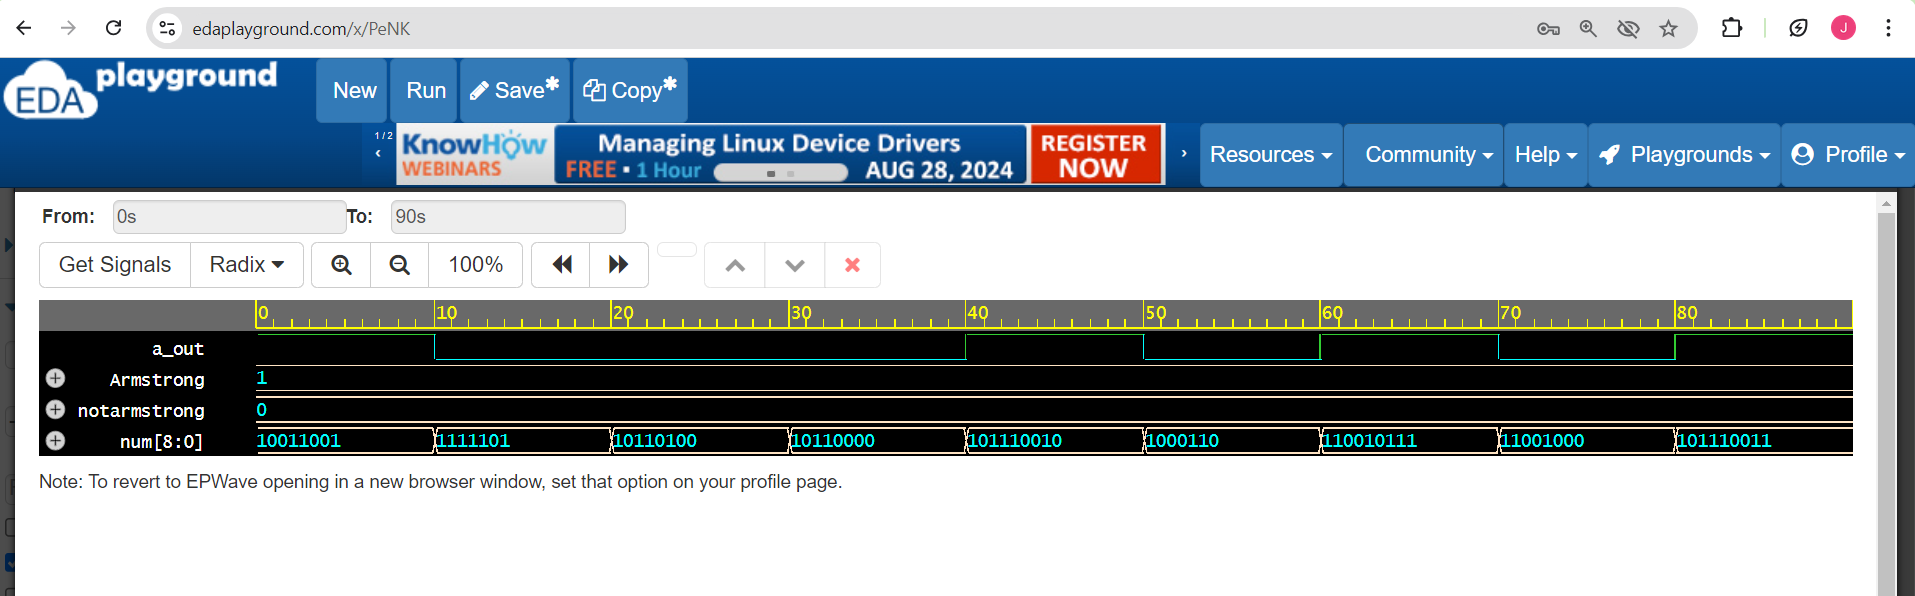 edaplayground.com/x/PeNK
J
EDA playground
New Run Save* Copy*
1 / 2
‹ KnowHow WEBINARS
Managing Linux Device Drivers
FREE ▪ 1 Hour AUG 28, 2024
REGISTER NOW ›
Resources Community Help Playgrounds Profile
From: 0s To: 90s
Get Signals Radix 100%
0 10 20 30 40 50 60 70 80
a_out
Armstrong 1
notarmstrong 0
num[8:0] 10011001 1111101 10110100 10110000 101110010 1000110 110010111 11001000 101110011
Note: To revert to EPWave opening in a new browser window, set that option on your profile page.